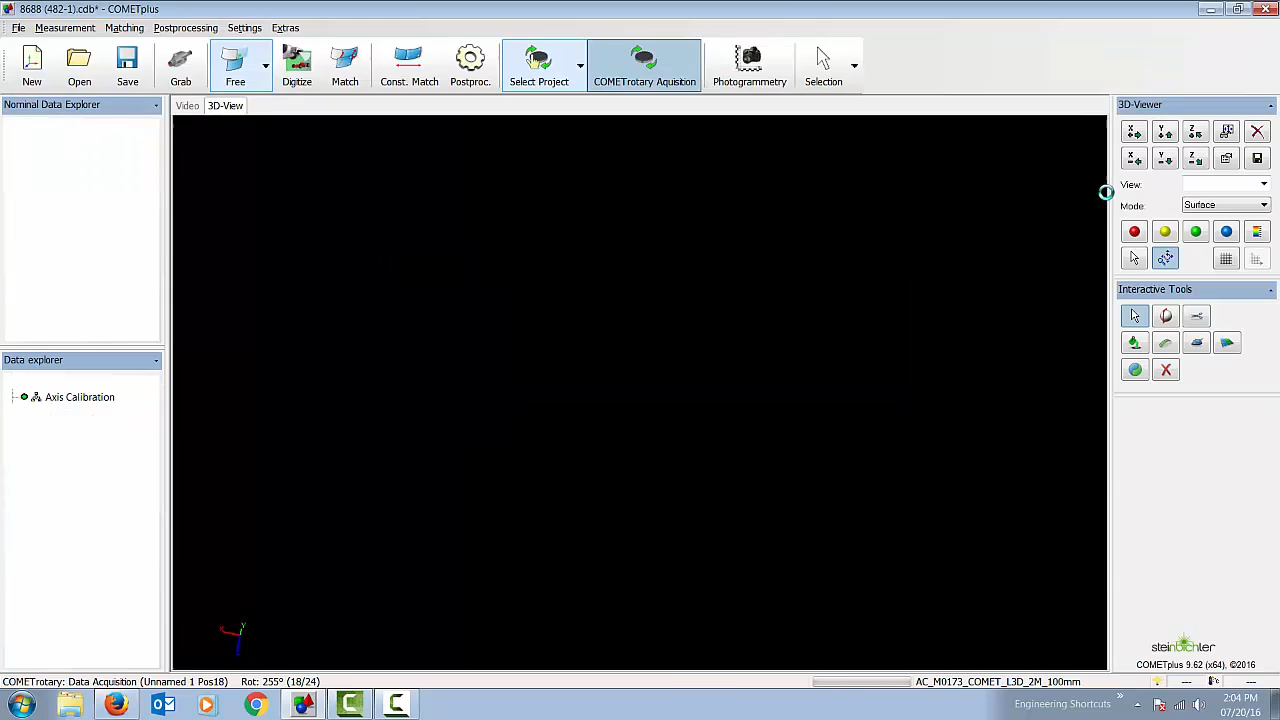 8688 (482-1).cdb* - COMETplus
File Measurement Matching Postprocessing Settings Extras
New Open Save Grab Free Digitize Match Const. Match Postproc. Select Project COMETrotary Aquisition Photogrammetry Selection
Nominal Data Explorer
Video 3D-View
3D-Viewer
View:
Mode: Surface
Interactive Tools
Data explorer
Axis Calibration
X Y
steinbichler
COMETplus 9.62 (x64), ©2016
COMETrotary: Data Acquisition (Unnamed 1 Pos18) Rot: 255° (18/24) AC_M0173_COMET_L3D_2M_100mm --- ---
Engineering Shortcuts »
2:04 PM
07/20/16